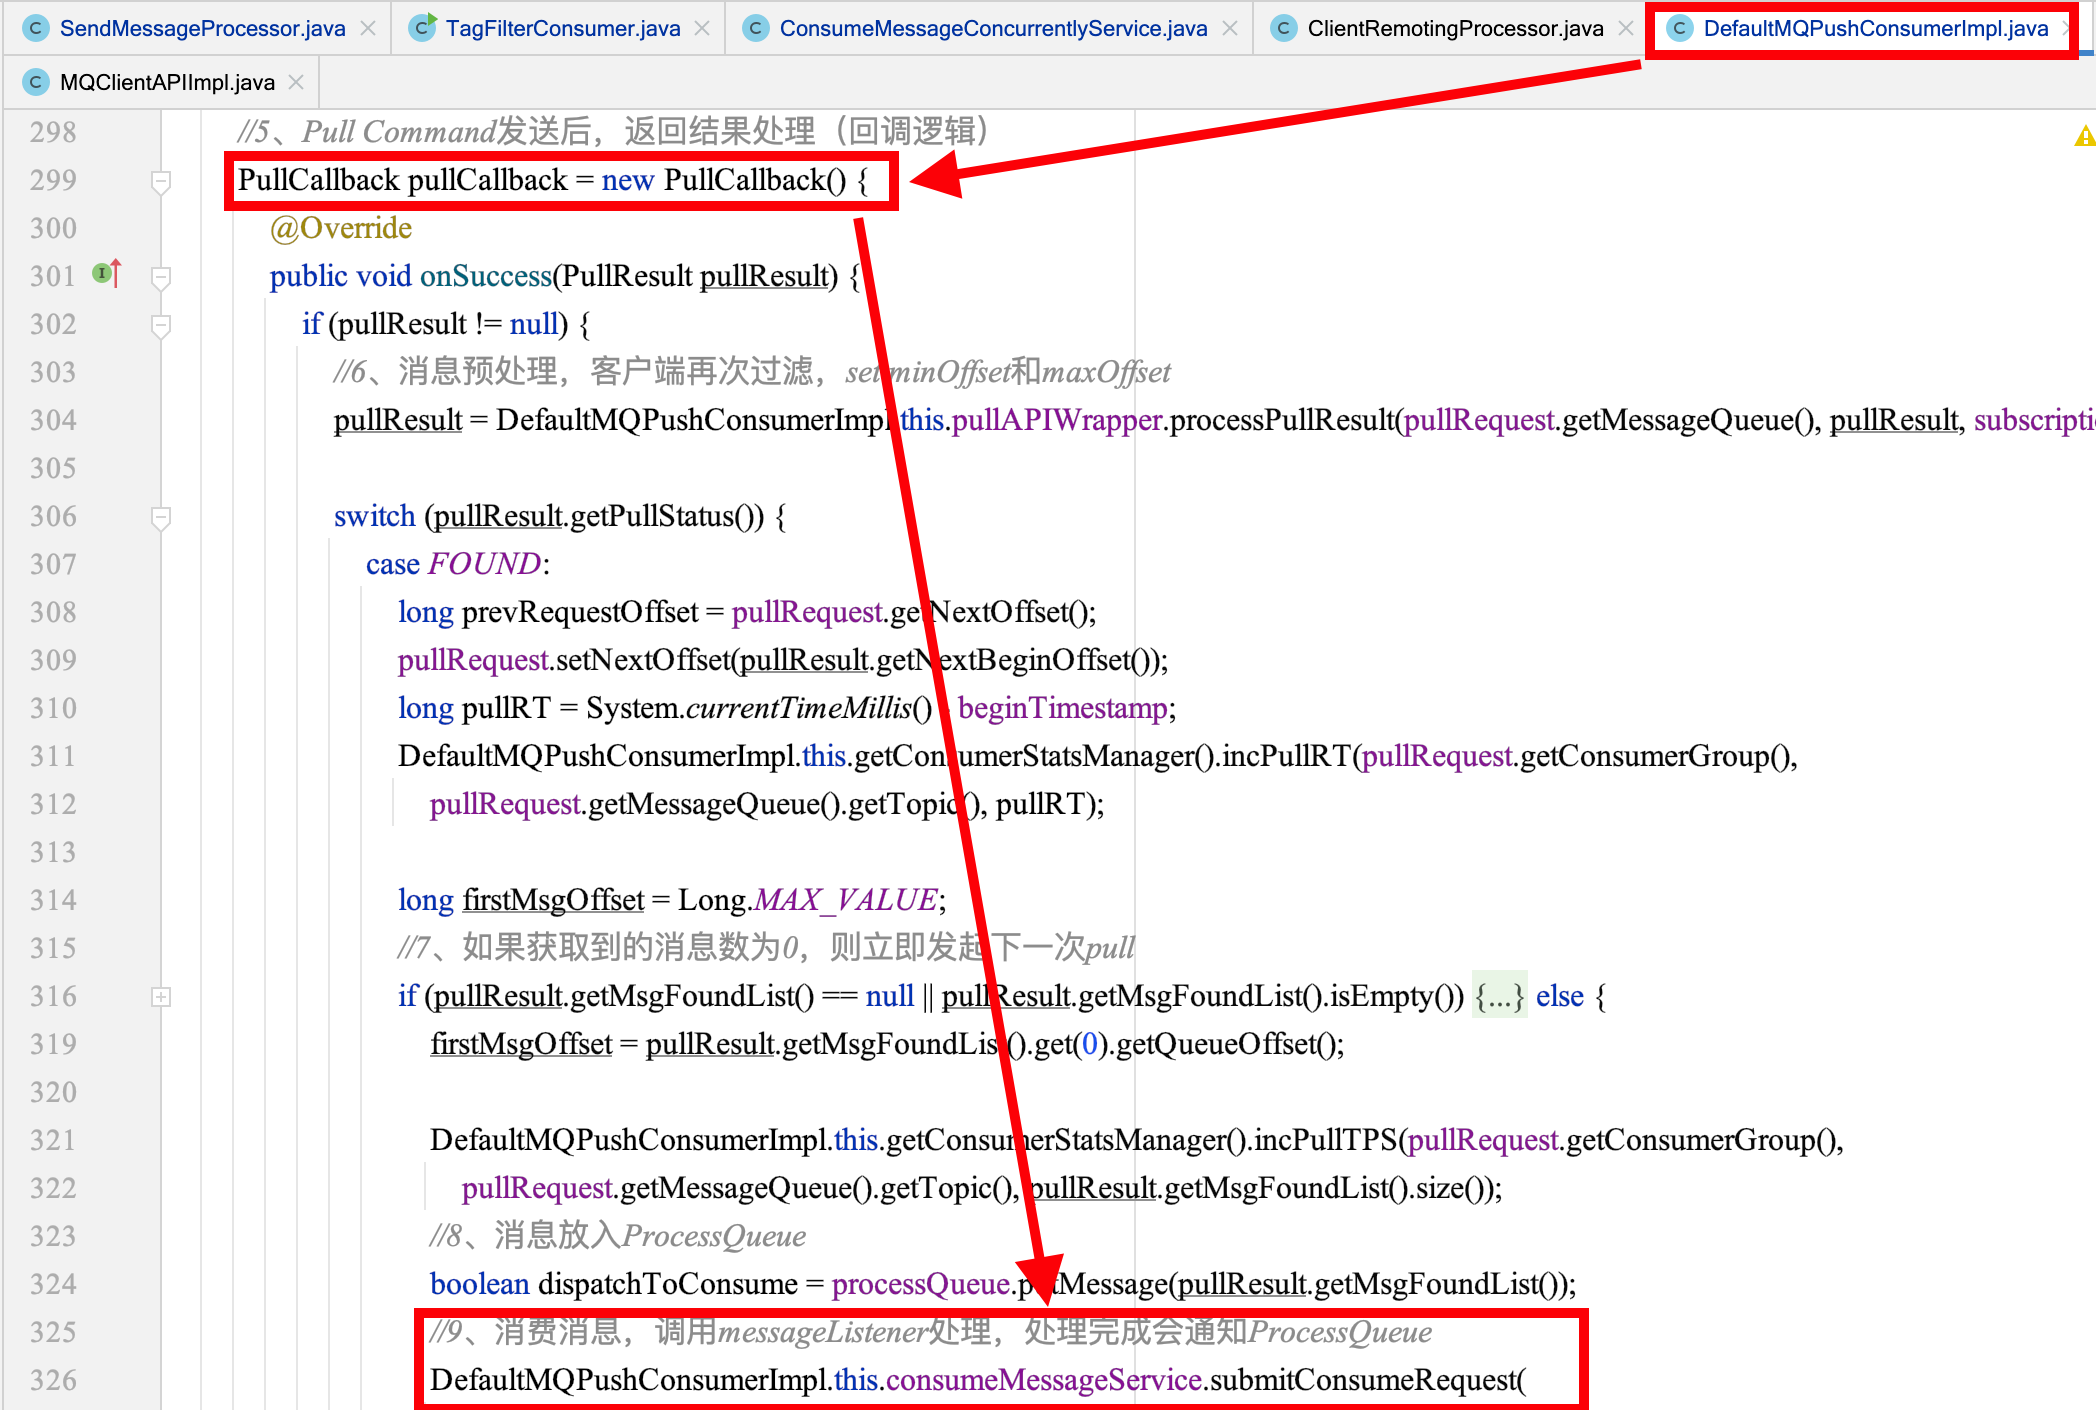 SendMessageProcessor.java
TagFilterConsumer.java
ConsumeMessageConcurrentlyService.java
ClientRemotingProcessor.java
DefaultMQPushConsumerImpl.java
MQClientAPIImpl.java
298 //5、Pull Command发送后，返回结果处理（回调逻辑）
299 PullCallback pullCallback = new PullCallback() {
300 @Override
301 public void onSuccess(PullResult pullResult) {
302 if (pullResult != null) {
303 //6、消息预处理，客户端再次过滤，set minOffset和maxOffset
304 pullResult = DefaultMQPushConsumerImpl.this.pullAPIWrapper.processPullResult(pullRequest.getMessageQueue(), pullResult, subscripti
305
306 switch (pullResult.getPullStatus()) {
307 case FOUND:
308 long prevRequestOffset = pullRequest.getNextOffset();
309 pullRequest.setNextOffset(pullResult.getNextBeginOffset());
310 long pullRT = System.currentTimeMillis() - beginTimestamp;
311 DefaultMQPushConsumerImpl.this.getConsumerStatsManager().incPullRT(pullRequest.getConsumerGroup(),
312 pullRequest.getMessageQueue().getTopic(), pullRT);
313
314 long firstMsgOffset = Long.MAX_VALUE;
315 //7、如果获取到的消息数为0，则立即发起下一次pull
316 if (pullResult.getMsgFoundList() == null || pullResult.getMsgFoundList().isEmpty()) {...} else {
319 firstMsgOffset = pullResult.getMsgFoundList().get(0).getQueueOffset();
320
321 DefaultMQPushConsumerImpl.this.getConsumerStatsManager().incPullTPS(pullRequest.getConsumerGroup(),
322 pullRequest.getMessageQueue().getTopic(), pullResult.getMsgFoundList().size());
323 //8、消息放入ProcessQueue
324 boolean dispatchToConsume = processQueue.putMessage(pullResult.getMsgFoundList());
325 //9、消费消息，调用messageListener处理，处理完成会通知ProcessQueue
326 DefaultMQPushConsumerImpl.this.consumeMessageService.submitConsumeRequest(